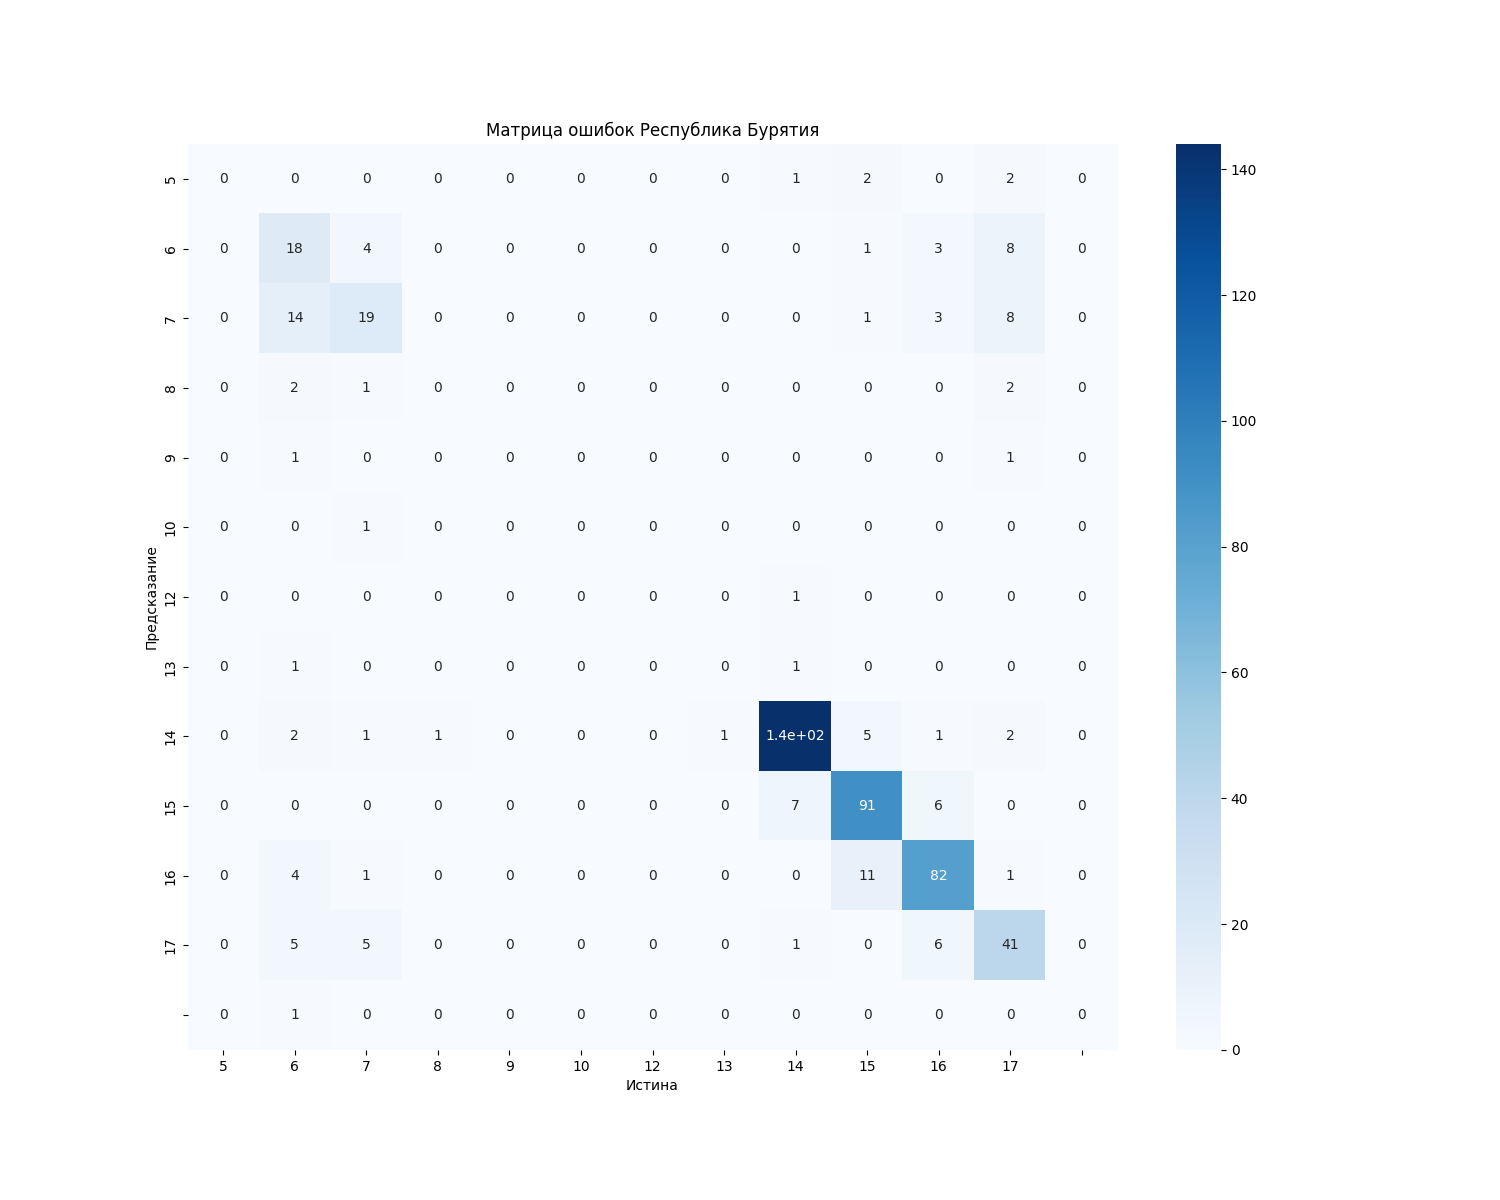 Матрица ошибок Республика Бурятия
Предсказание
5 0 0 0 0 0 0 0 0 1 2 0 2 0
6 0 18 4 0 0 0 0 0 0 1 3 8 0
7 0 14 19 0 0 0 0 0 0 1 3 8 0
8 0 2 1 0 0 0 0 0 0 0 0 2 0
9 0 1 0 0 0 0 0 0 0 0 0 1 0
10 0 0 1 0 0 0 0 0 0 0 0 0 0
12 0 0 0 0 0 0 0 0 1 0 0 0 0
13 0 1 0 0 0 0 0 0 1 0 0 0 0
14 0 2 1 1 0 0 0 1 1.4e+02 5 1 2 0
15 0 0 0 0 0 0 0 0 7 91 6 0 0
16 0 4 1 0 0 0 0 0 0 11 82 1 0
17 0 5 5 0 0 0 0 0 1 0 6 41 0
0 1 0 0 0 0 0 0 0 0 0 0 0
5 6 7 8 9 10 12 13 14 15 16 17
Истина
140
120
100
80
60
40
20
0